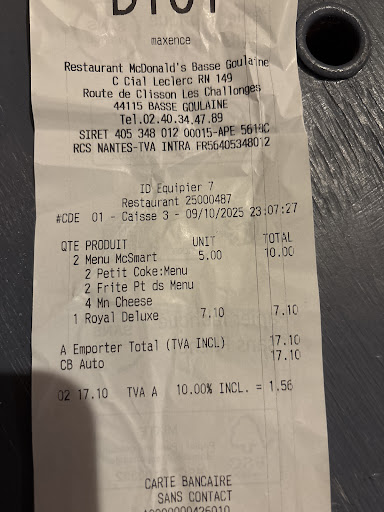 maxence
Restaurant McDonald's Basse Goulaine
C Cial Leclerc RN 149
Route de Clisson Les Challonges
44115 BASSE GOULAINE
Tel.02.40.34.47.89
SIRET 405 348 012 00015-APE 5610C
RCS NANTES-TVA INTRA FR56405348012
ID Equipier 7
Restaurant 25000487
#CDE 01 - Caisse 3 - 09/10/2025 23:07:27
QTE PRODUIT UNIT TOTAL
2 Menu McSmart 5.00 10.00
2 Petit Coke:Menu
2 Frite Pt ds Menu
4 Mn Cheese
1 Royal Deluxe 7.10 7.10
A Emporter Total (TVA INCL) 17.10
CB Auto 17.10
02 17.10 TVA A 10.00% INCL. = 1.56
CARTE BANCAIRE
SANS CONTACT